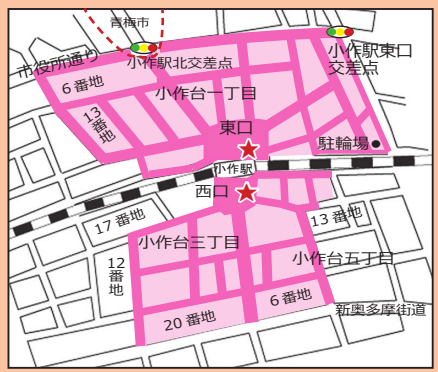 青梅市
市役所通り
小作駅北交差点
小作駅東口
交差点
6番地
小作台一丁目
13
番
地
東口
駐輪場
小作駅
西口
17番地
13番地
小作台三丁目
小作台五丁目
12
番
地
6番地
20番地
新奥多摩街道